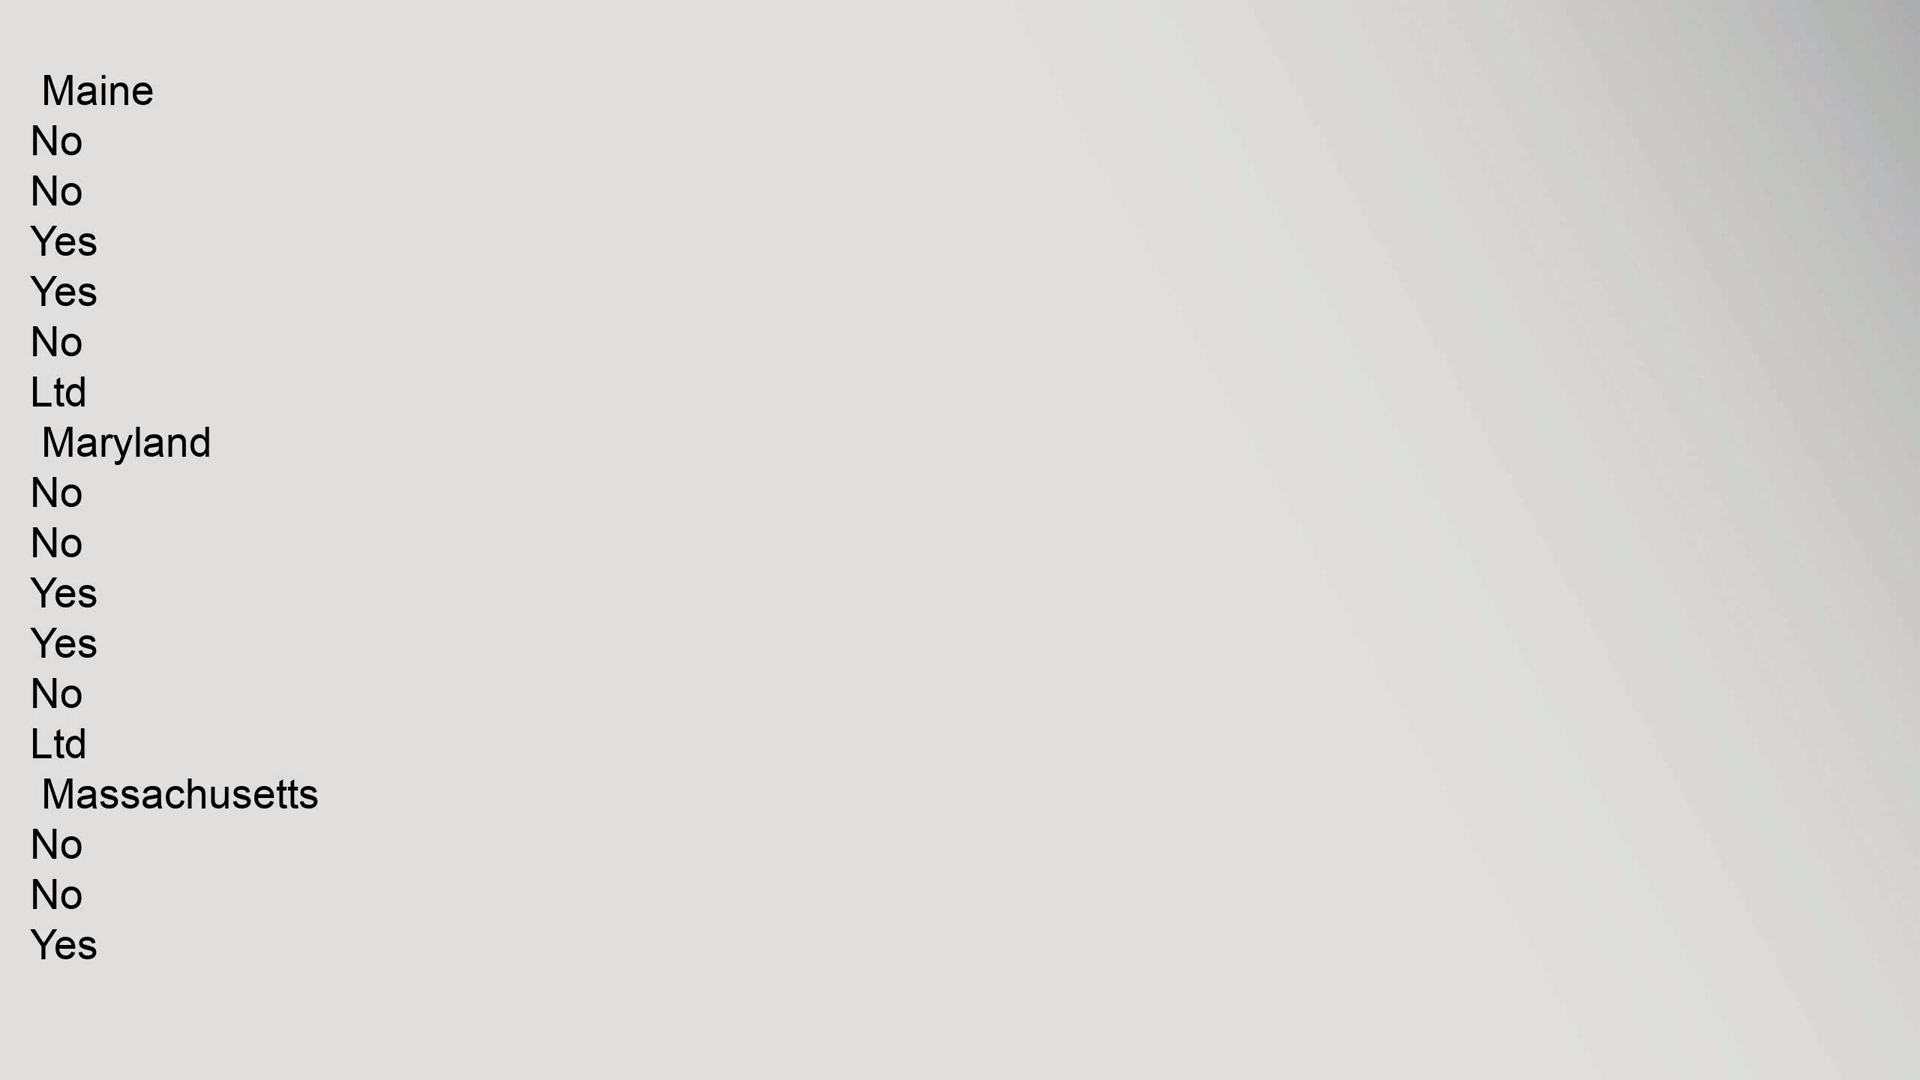 Maine
No
No
Yes
Yes
No
Ltd
Maryland
No
No
Yes
Yes
No
Ltd
Massachusetts
No
No
Yes